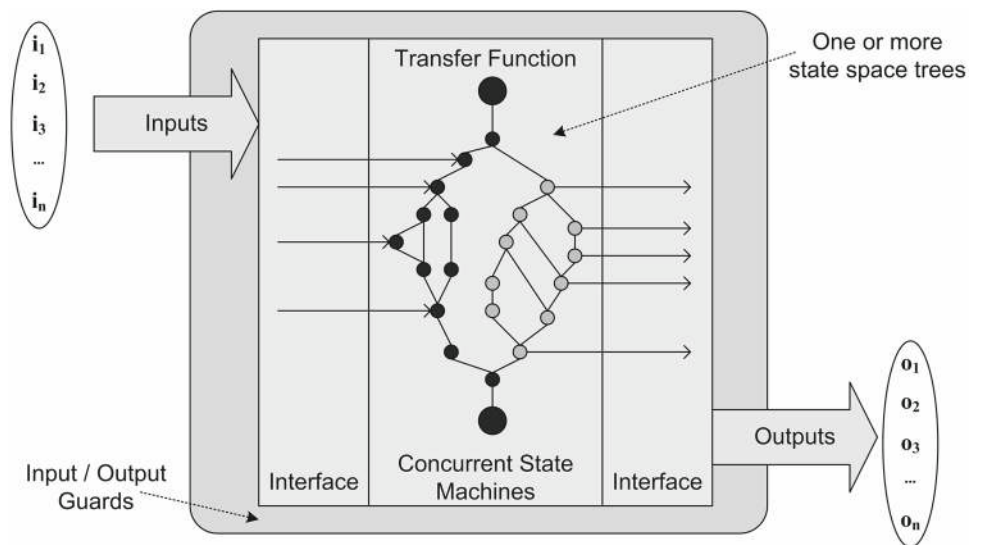 i1
i2
i3
...
in
Inputs
Transfer Function
One or more
state space trees
Interface
Concurrent State
Machines
Interface
Input / Output
Guards
Outputs
o1
o2
o3
...
on